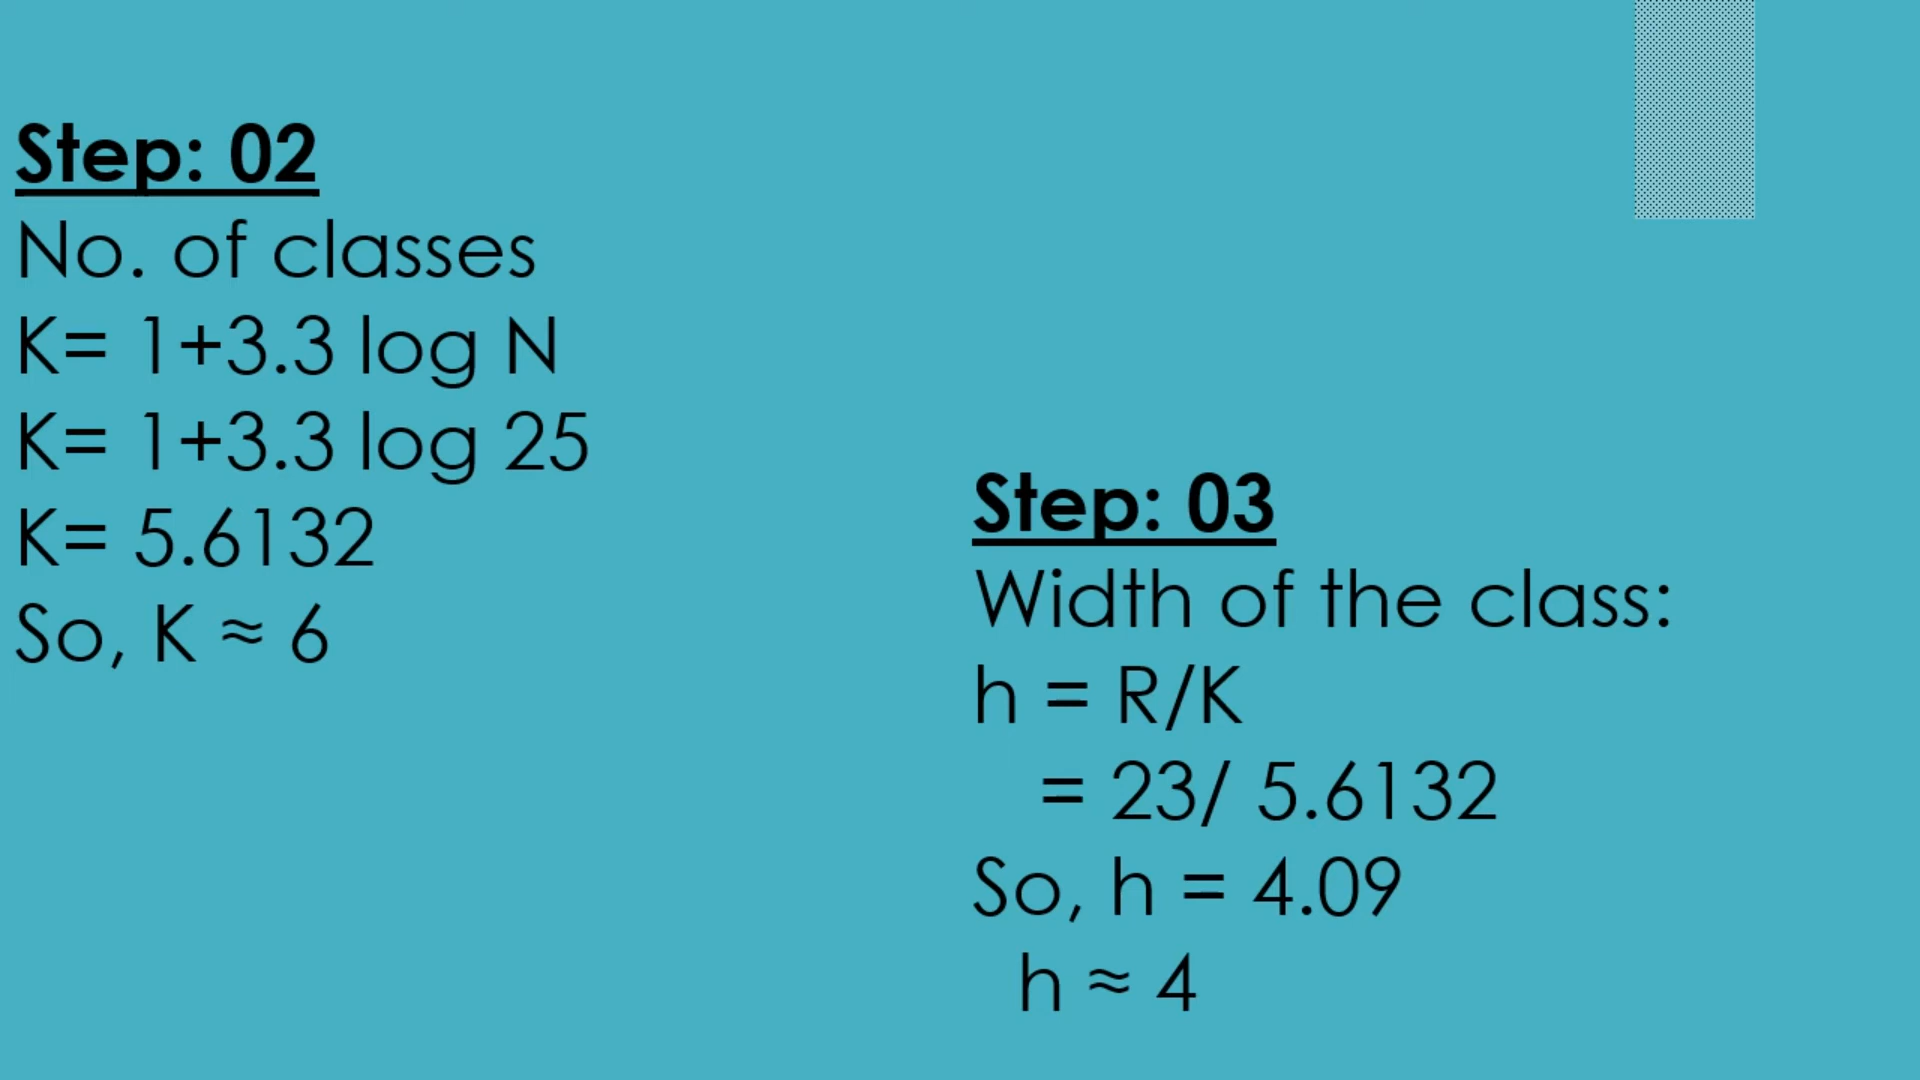 Step: 02
No. of classes
K= 1+3.3 log N
K= 1+3.3 log 25
K= 5.6132
So, K ≈ 6
Step: 03
Width of the class:
h = R/K
= 23/ 5.6132
So, h = 4.09
h ≈ 4